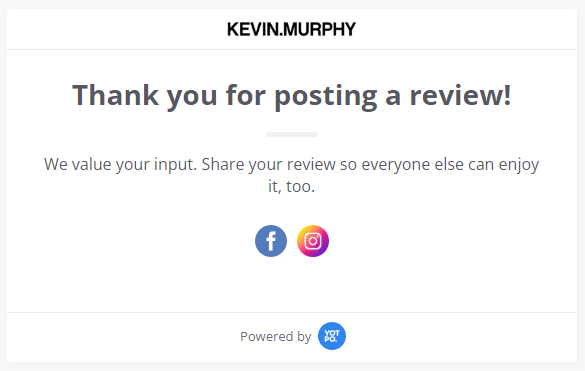 KEVIN.MURPHY
Thank you for posting a review!
We value your input. Share your review so everyone else can enjoy
it, too.
f
Powered by
YOT
PO.